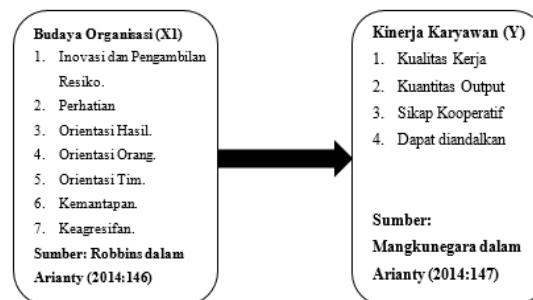 Budaya Organisasi (X1)
1. Inovasi dan Pengambilan
Resiko.
2. Perhatian
3. Orientasi Hasil.
4. Orientasi Orang.
5. Orientasi Tim.
6. Kemantapan.
7. Keagresifan.
Sumber: Robbins dalam
Arianty (2014:146)
Kinerja Karyawan (Y)
1. Kualitas Kerja
2. Kuantitas Output
3. Sikap Kooperatif
4. Dapat diandalkan
Sumber:
Mangkunegara dalam
Arianty (2014:147)